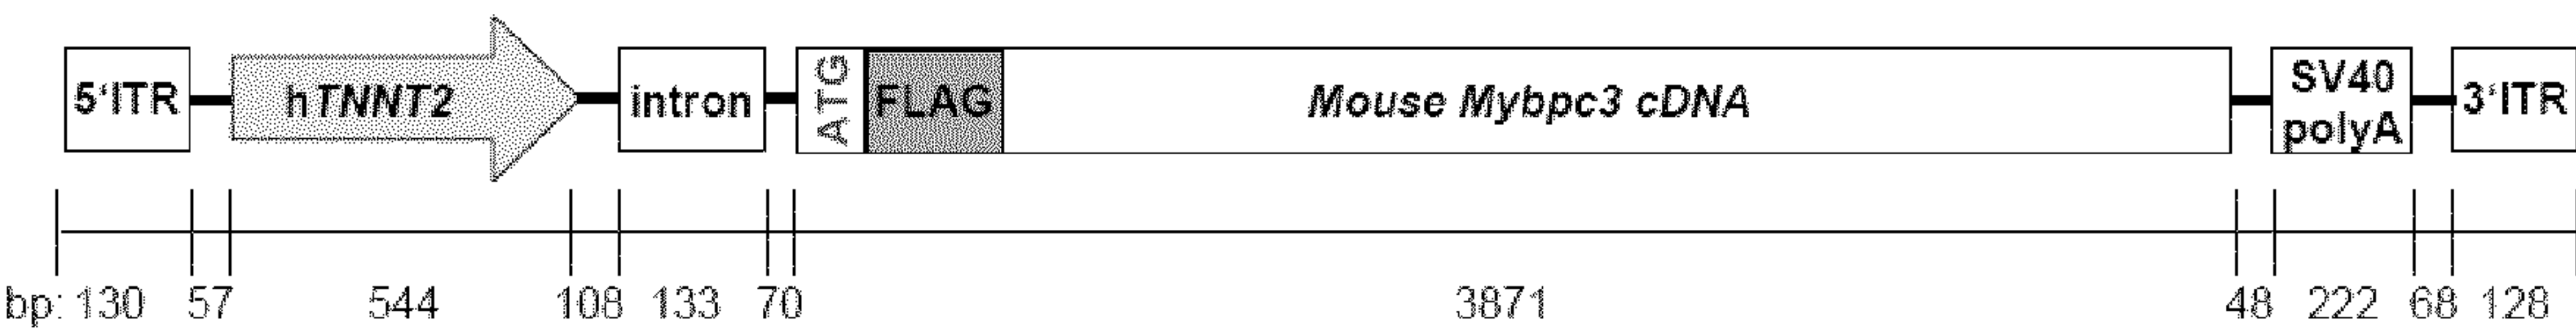 5'ITR
hTNNT2
intron
ATG
FLAG
Mouse Mybpc3 cDNA
SV40
polyA
3'ITR
bp: 130 57 544 108 133 70 3871 48 222 68 128